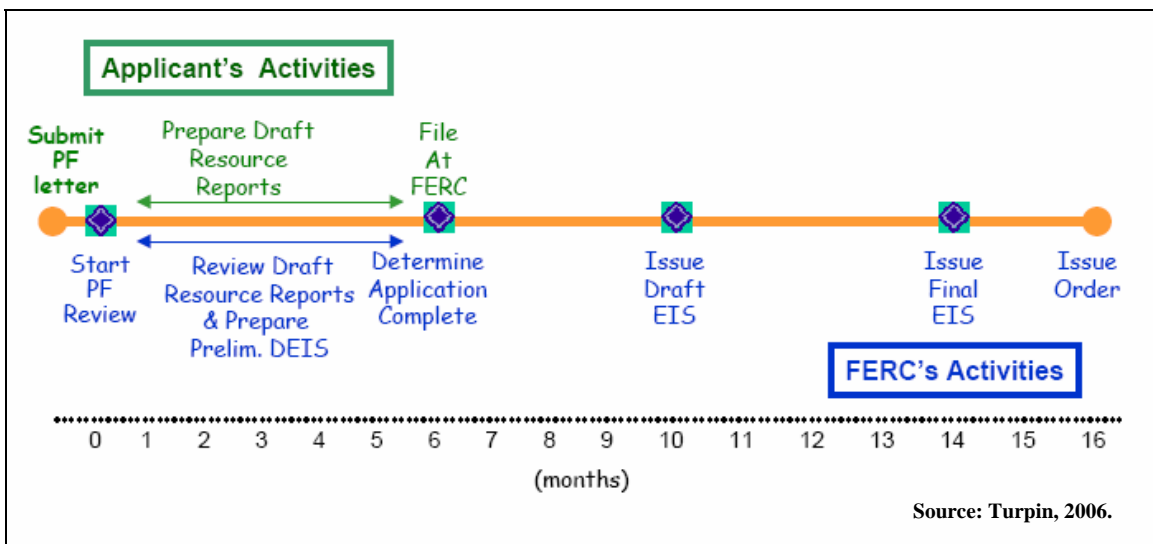 Applicant's Activities
Submit
PF
letter
Prepare Draft
Resource
Reports
File
At
FERC
Start
PF
Review
Review Draft
Resource Reports
& Prepare
Prelim. DEIS
Determine
Application
Complete
Issue
Draft
EIS
Issue
Final
EIS
Issue
Order
FERC's Activities
0 1 2 3 4 5 6 7 8 9 10 11 12 13 14 15 16
(months)
Source: Turpin, 2006.